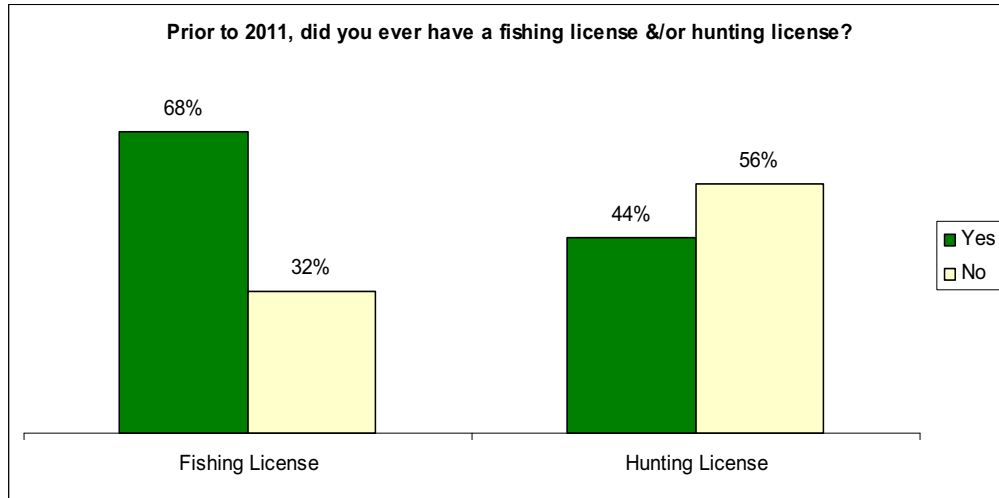 Prior to 2011, did you ever have a fishing license &/or hunting license?
68%
32%
44%
56%
Yes
No
Fishing License
Hunting License